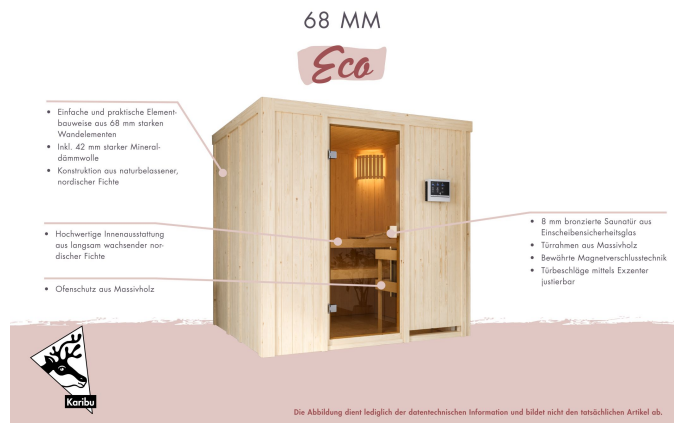 68 MM
Eco
• Einfache und praktische Element-
bauweise aus 68 mm starken
Wandelementen
• Inkl. 42 mm starker Mineral-
dämmwolle
• Konstruktion aus naturbelassener,
nordischer Fichte
• Hochwertige Innenausstattung
aus langsam wachsender nor-
discher Fichte
• Ofenschutz aus Massivholz
• 8 mm bronzierte Saunatür aus
Einscheibensicherheitsglas
• Türrahmen aus Massivholz
• Bewährte Magnetverschlusstechnik
• Türbeschläge mittels Exzenter
justierbar
Karibu
Die Abbildung dient lediglich der datentechnischen Information und bildet nicht den tatsächlichen Artikel ab.